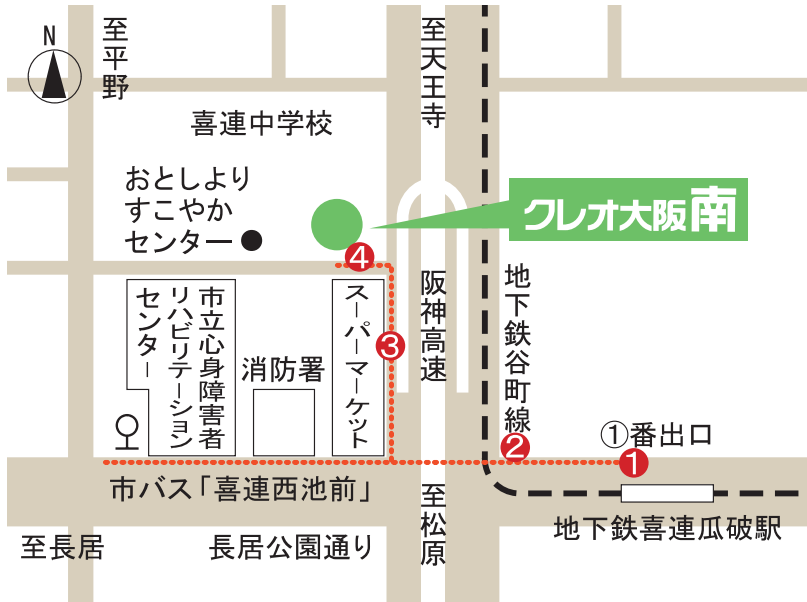 N
至平野
至天王寺
喜連中学校
おとしより
すこやか
センター
クレオ大阪南
4
市立心身障害者
リハビリテーション
センター
消防署
スーパーマーケット
3
阪神高速
地下鉄谷町線
2
①番出口
1
市バス「喜連西池前」
至松原
地下鉄喜連瓜破駅
至長居
長居公園通り